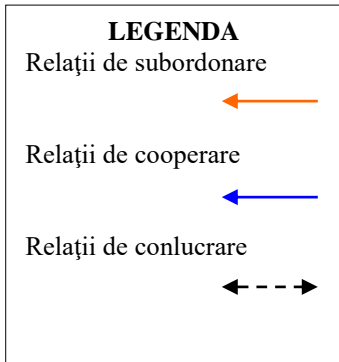 LEGENDA
Relaţii de subordonare
Relaţii de cooperare
Relaţii de conlucrare